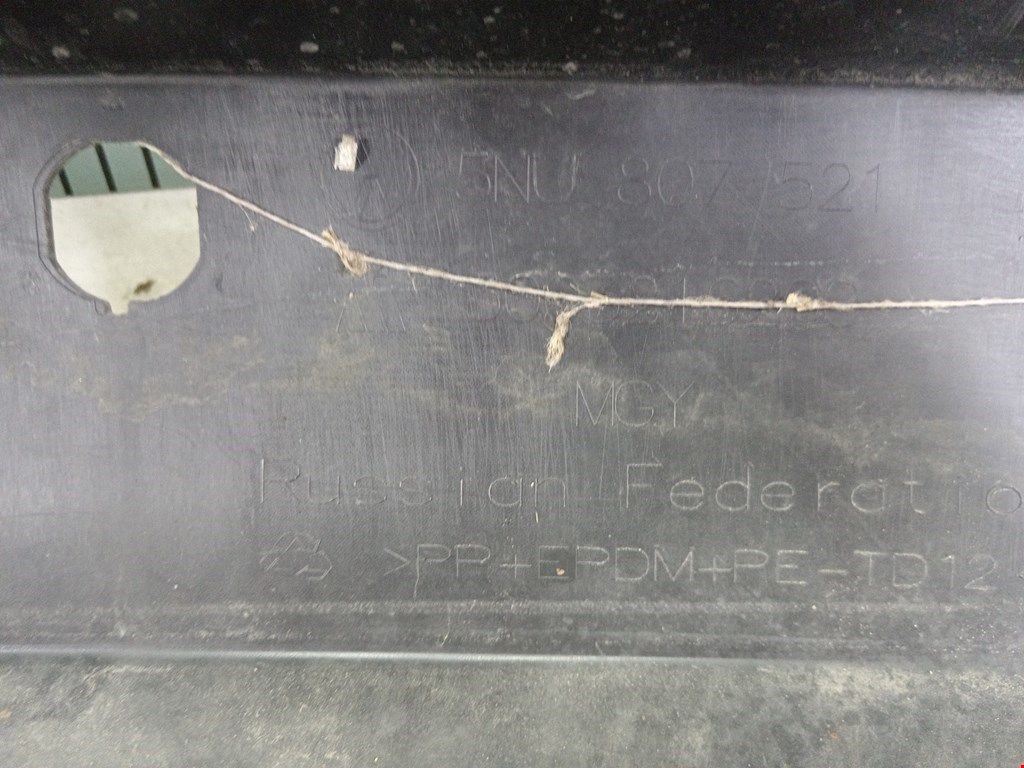 5NU 807 521
MGY
Russian Federatio
>PP+EPDM+PE-TD12